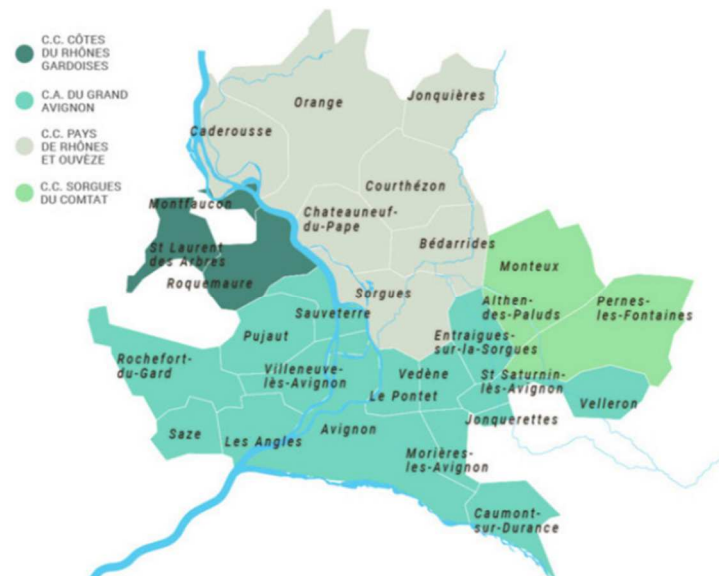 C.C. CÔTES
DU RHÔNES
GARDOISES
C.A. DU GRAND
AVIGNON
C.C. PAYS
DE RHÔNES
ET OUVÈZE
C.C. SORGUES
DU COMTAT
Orange
Jonquières
Caderousse
Courthézon
Montfaucon
Chateauneuf-
du-Pape
Bédarrides
St Laurent
des Arbres
Monteux
Roquemaure
Sorgues
Althen-
des-Paluds
Pernes-
les-Fontaines
Sauveterre
Pujaut
Entraigues-
sur-la-Sorgues
Rochefort-
du-Gard
Villeneuve-
lès-Avignon
Vedène
St Saturnin-
lès-Avignon
Le Pontet
Velleron
Jonquerettes
Saze
Les Angles
Avignon
Morières-
les-Avignon
Caumont-
sur-Durance